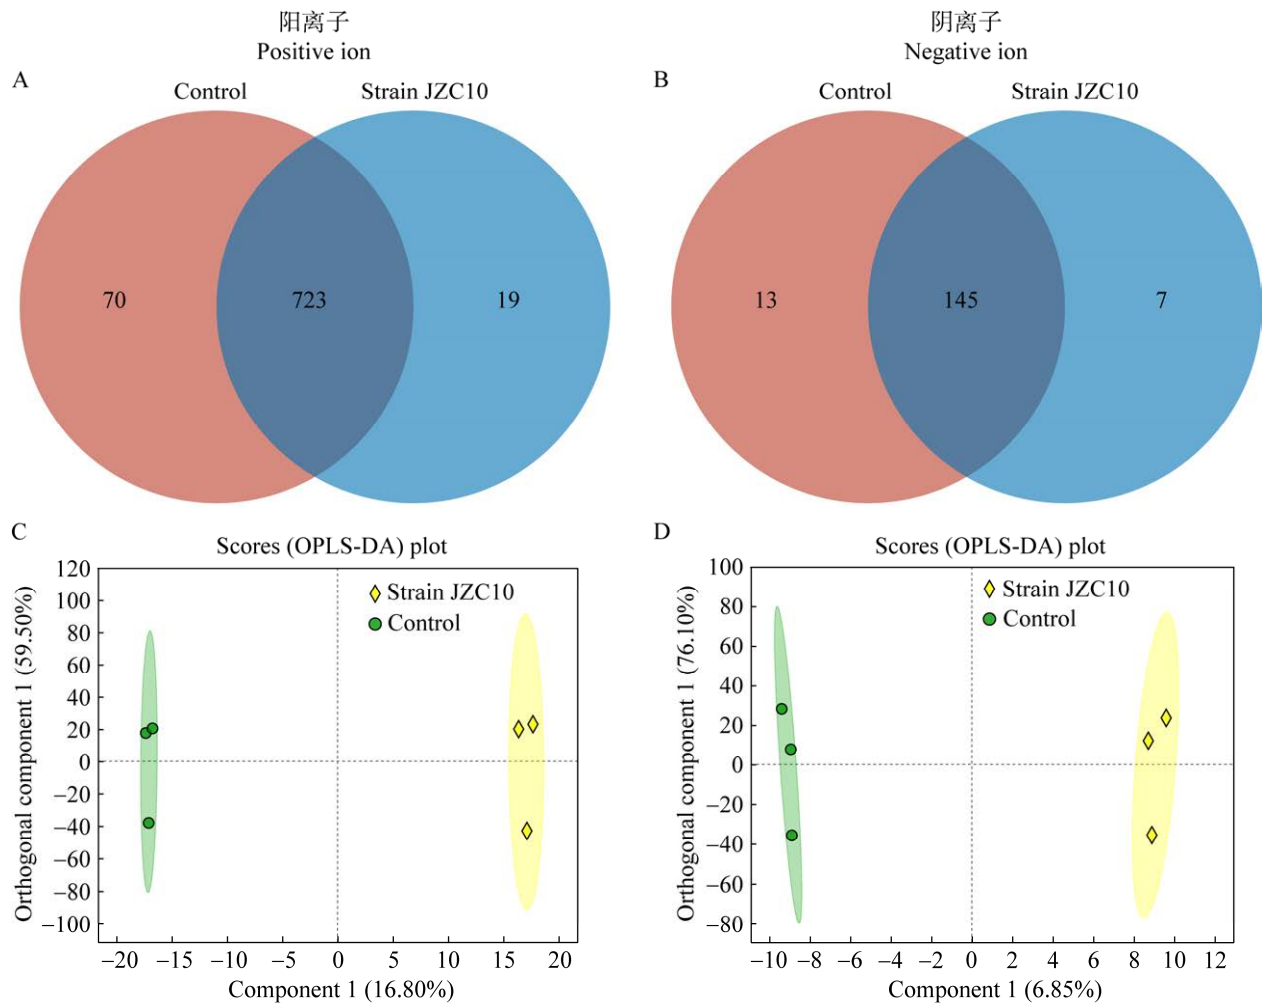 阳离子
Positive ion
阴离子
Negative ion
A
Control
Strain JZC10
70
723
19
B
Control
Strain JZC10
13
145
7
C
Scores (OPLS-DA) plot
Strain JZC10
Control
Orthogonal component 1 (59.50%)
120
100
80
60
40
20
0
−20
−40
−60
−80
−100
−20 −15 −10 −5 0 5 10 15 20
Component 1 (16.80%)
D
Scores (OPLS-DA) plot
Strain JZC10
Control
Orthogonal component 1 (76.10%)
100
80
60
40
20
0
−20
−40
−60
−80
−10 −8 −6 −4 −2 0 2 4 6 8 10 12
Component 1 (6.85%)